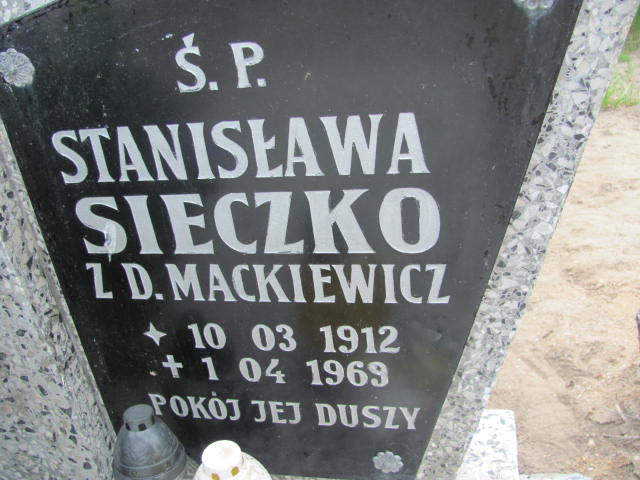 Ś. P.
STANISŁAWA
SIECZKO
Z D. MACKIEWICZ
10 03 1912
+ 1 04 1969
POKÓJ JEJ DUSZY